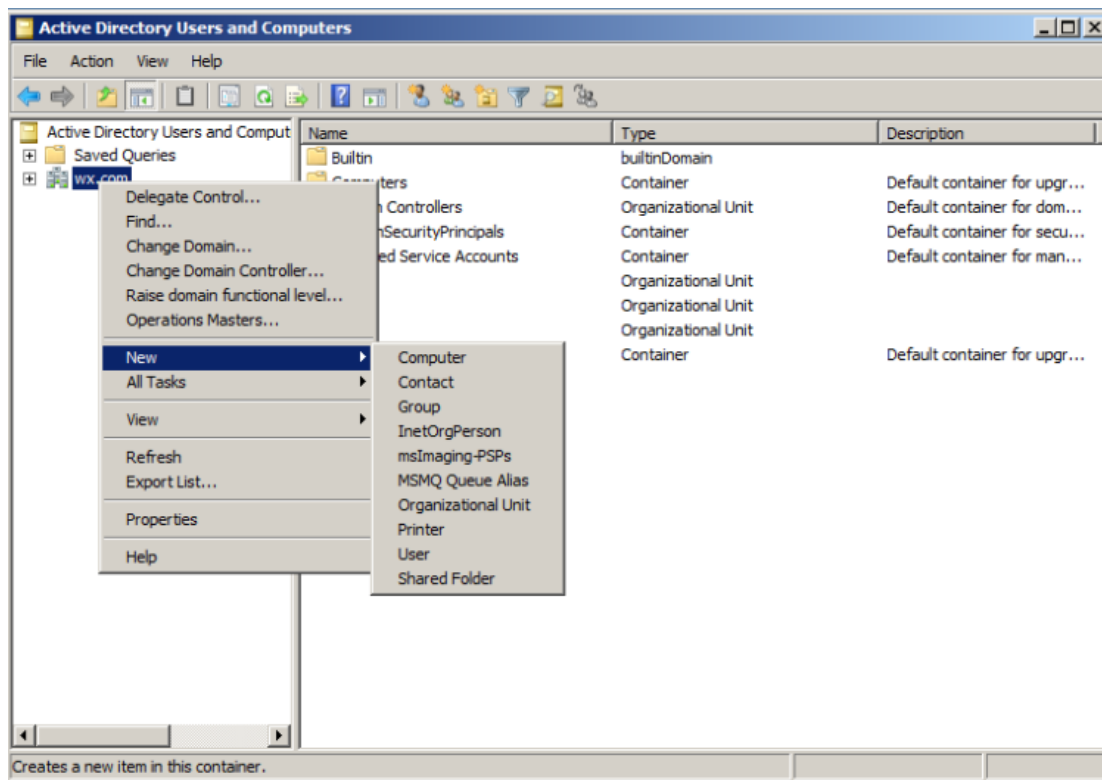 Active Directory Users and Computers
File Action View Help
Active Directory Users and Comput
Saved Queries
wx.com
Name Type Description
Builtin builtinDomain
Computers Container Default container for upgr...
n Controllers Organizational Unit Default container for dom...
nSecurityPrincipals Container Default container for secu...
ed Service Accounts Container Default container for man...
Organizational Unit
Organizational Unit
Organizational Unit
Container Default container for upgr...
Delegate Control...
Find...
Change Domain...
Change Domain Controller...
Raise domain functional level...
Operations Masters...
New
All Tasks
View
Refresh
Export List...
Properties
Help
Computer
Contact
Group
InetOrgPerson
msImaging-PSPs
MSMQ Queue Alias
Organizational Unit
Printer
User
Shared Folder
Creates a new item in this container.